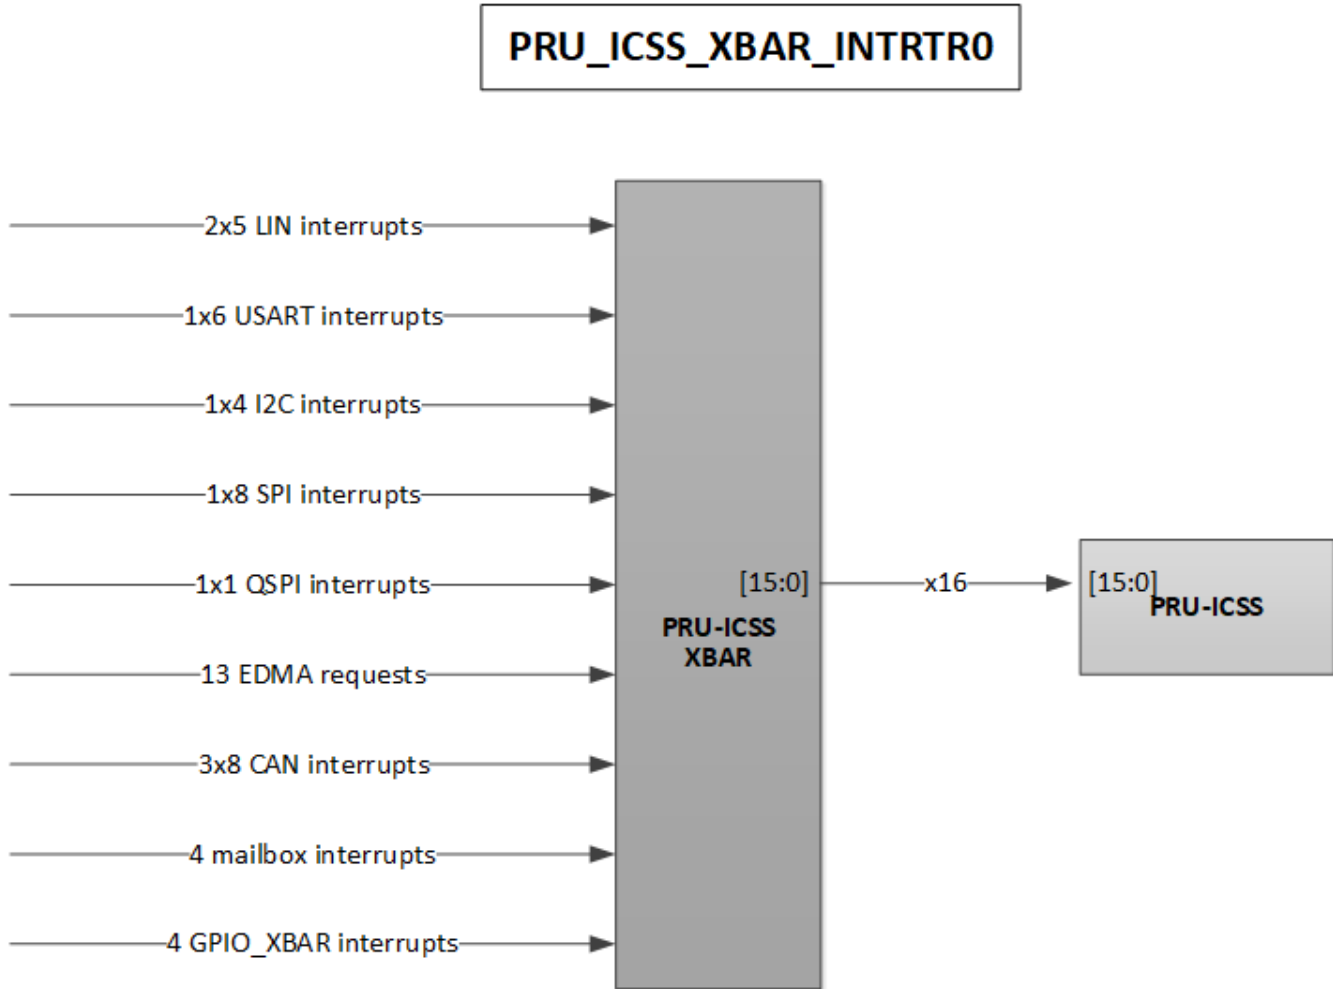 PRU_ICSS_XBAR_INTRTR0
2x5 LIN interrupts
1x6 USART interrupts
1x4 I2C interrupts
1x8 SPI interrupts
1x1 QSPI interrupts
13 EDMA requests
3x8 CAN interrupts
4 mailbox interrupts
4 GPIO_XBAR interrupts
[15:0]
PRU-ICSS
XBAR
x16
[15:0]
PRU-ICSS